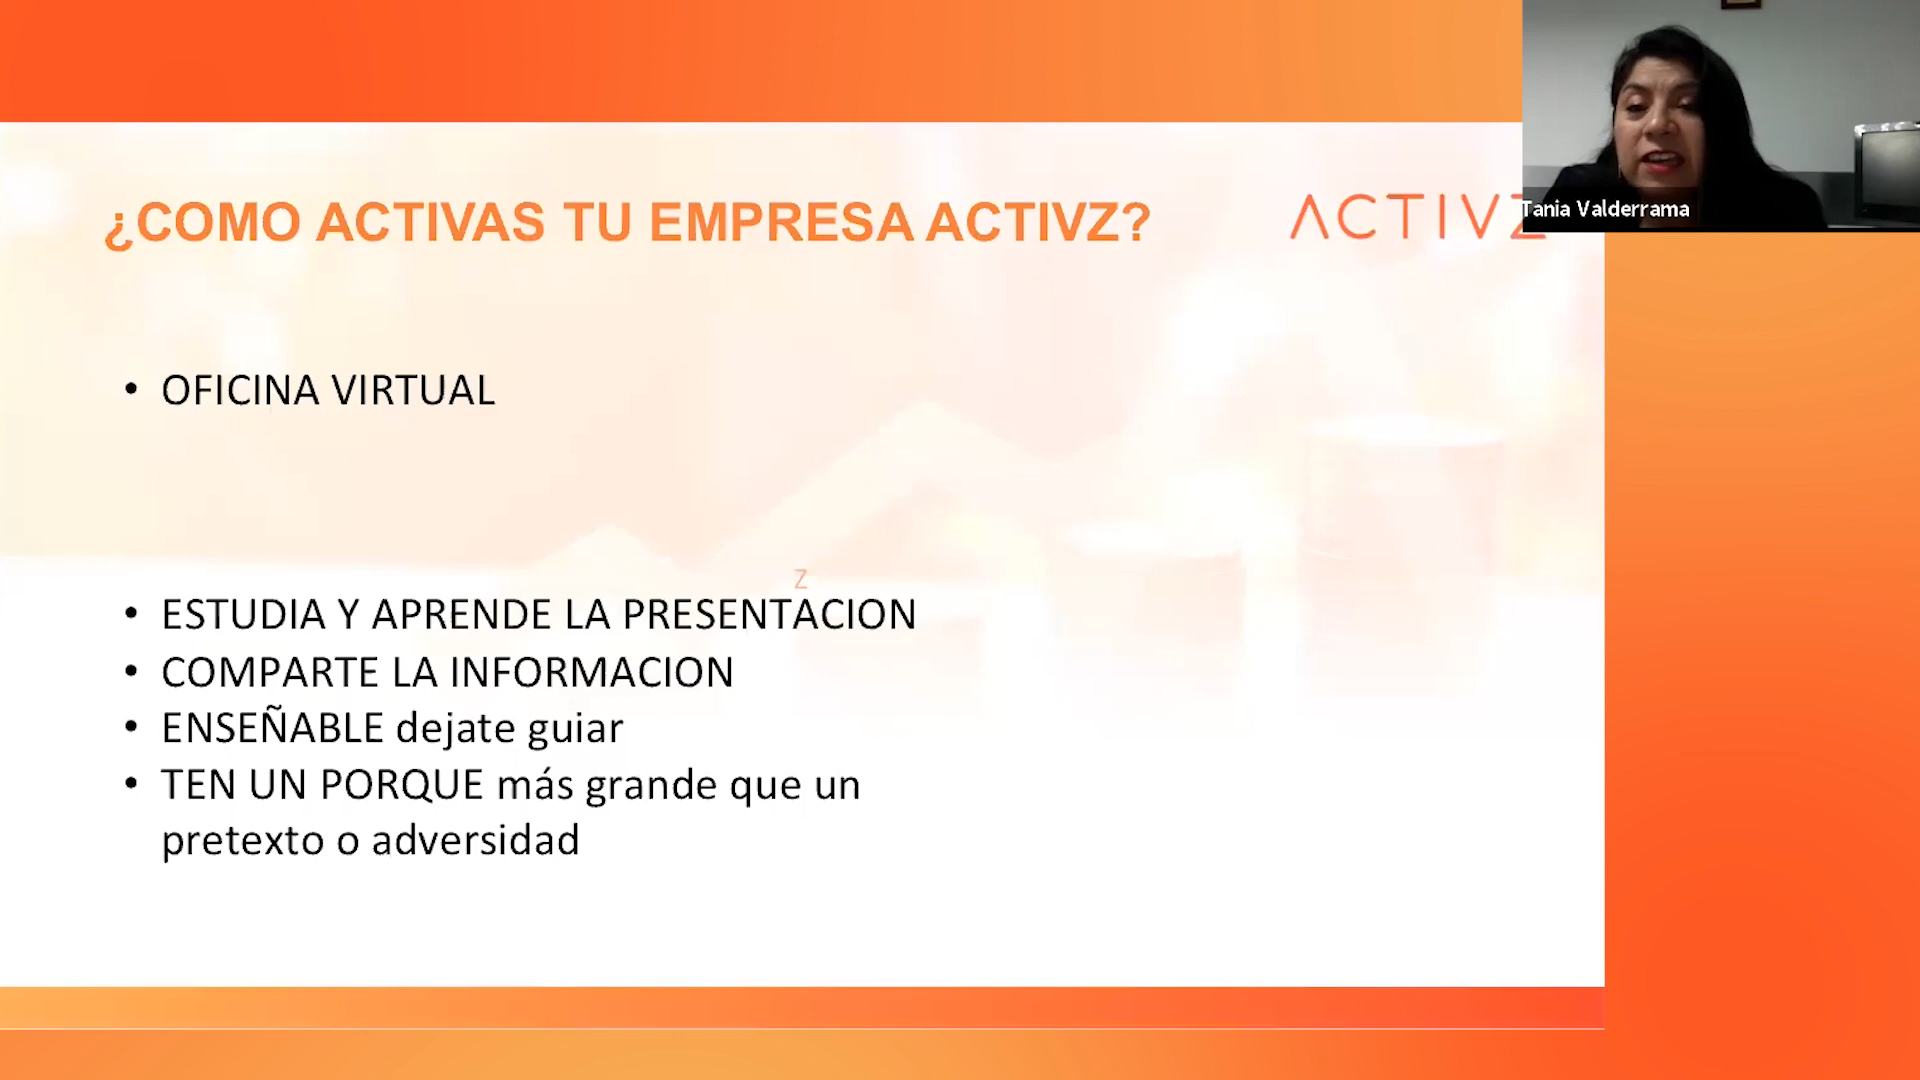 ¿COMO ACTIVAS TU EMPRESA ACTIVZ?
ACTIVZ
Tania Valderrama
• OFICINA VIRTUAL
Z
• ESTUDIA Y APRENDE LA PRESENTACION
• COMPARTE LA INFORMACION
• ENSEÑABLE dejate guiar
• TEN UN PORQUE más grande que un
pretexto o adversidad